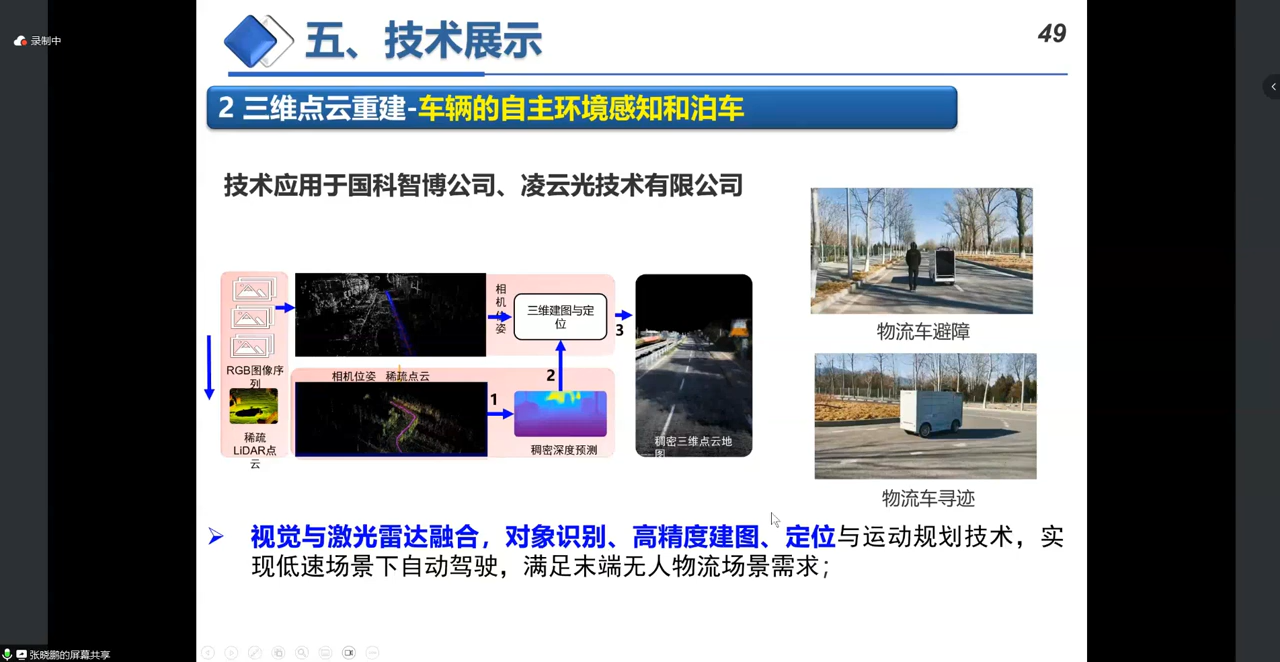 录制中
五、技术展示
49
2 三维点云重建-车辆的自主环境感知和泊车
技术应用于国科智博公司、凌云光技术有限公司
RGB图像序
列
稀疏
LiDAR点
云
相机位姿
三维建图与定
位
3
相机位姿 稀疏点云
1
2
稠密深度预测
稠密三维点云地
图
物流车避障
物流车寻迹
视觉与激光雷达融合，对象识别、高精度建图、定位与运动规划技术，实
现低速场景下自动驾驶，满足末端无人物流场景需求；
张晓鹏的屏幕共享